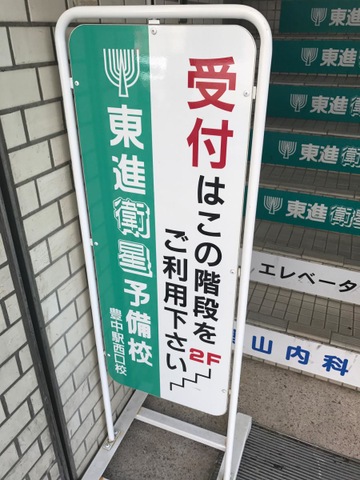 受付はこの階段を
ご利用下さい
2F
東進衛星予備校
豊中駅西口校
東進
東進衛
東進
東進衛
東進
エレベータ
山内科